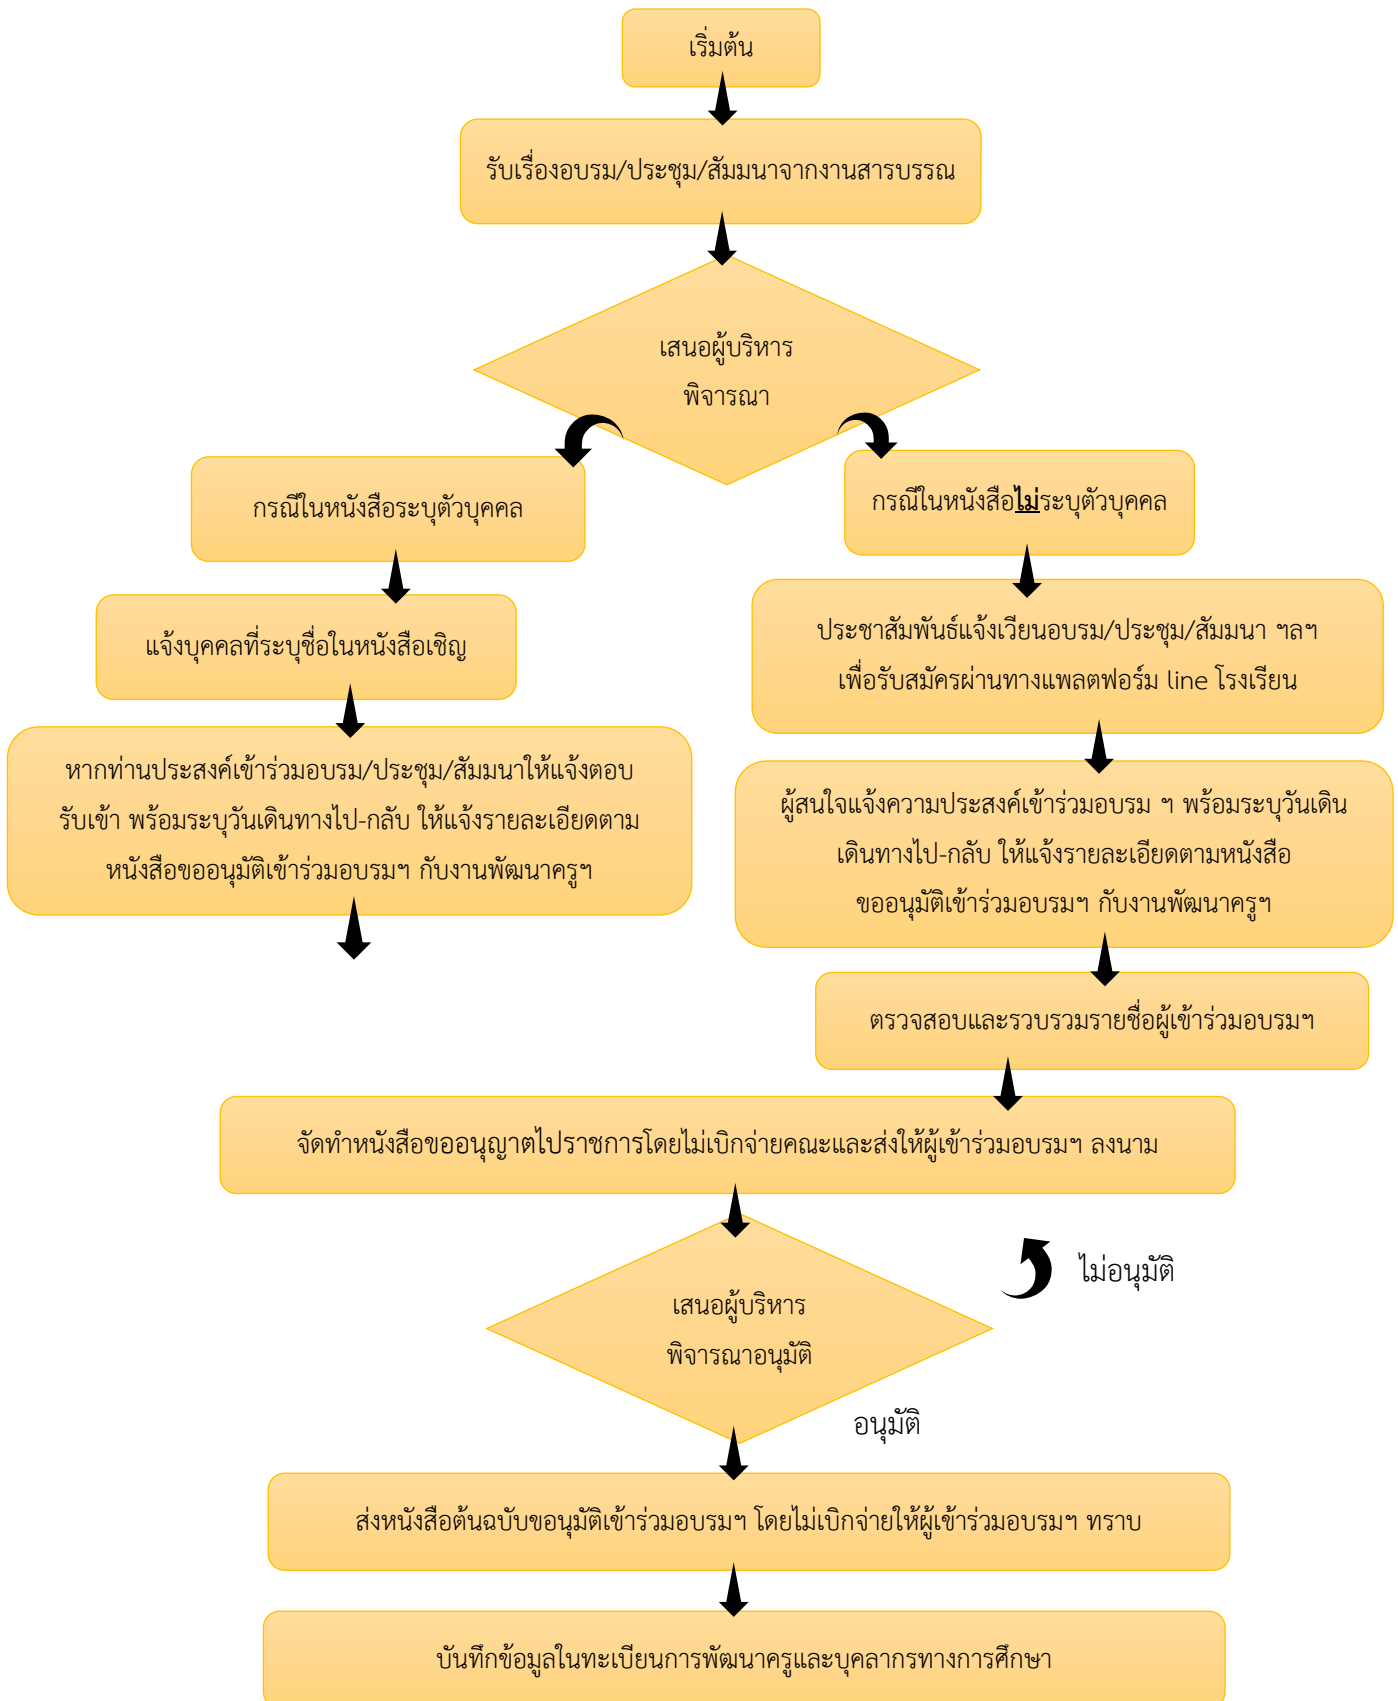 เริ่มต้น
รับเรื่องอบรม/ประชุม/สัมมนาจากงานสารบรรณ
เสนอผู้บริหาร
พิจารณา
กรณีในหนังสือระบุตัวบุคคล
กรณีในหนังสือไม่ระบุตัวบุคคล
แจ้งบุคคลที่ระบุชื่อในหนังสือเชิญ
ประชาสัมพันธ์แจ้งเวียนอบรม/ประชุม/สัมมนา ฯลฯ
เพื่อรับสมัครผ่านทางแพลตฟอร์ม line โรงเรียน
หากท่านประสงค์เข้าร่วมอบรม/ประชุม/สัมมนาให้แจ้งตอบ
รับเข้า พร้อมระบุวันเดินทางไป-กลับ ให้แจ้งรายละเอียดตาม
หนังสือขออนุมัติเข้าร่วมอบรมฯ กับงานพัฒนาครูฯ
ผู้สนใจแจ้งความประสงค์เข้าร่วมอบรม ฯ พร้อมระบุวันเดิน
เดินทางไป-กลับ ให้แจ้งรายละเอียดตามหนังสือ
ขออนุมัติเข้าร่วมอบรมฯ กับงานพัฒนาครูฯ
ตรวจสอบและรวบรวมรายชื่อผู้เข้าร่วมอบรมฯ
จัดทำหนังสือขออนุญาตไปราชการโดยไม่เบิกจ่ายคณะและส่งให้ผู้เข้าร่วมอบรมฯ ลงนาม
ไม่อนุมัติ
เสนอผู้บริหาร
พิจารณาอนุมัติ
อนุมัติ
ส่งหนังสือต้นฉบับขอนุมัติเข้าร่วมอบรมฯ โดยไม่เบิกจ่ายให้ผู้เข้าร่วมอบรมฯ ทราบ
บันทึกข้อมูลในทะเบียนการพัฒนาครูและบุคลากรทางการศึกษา